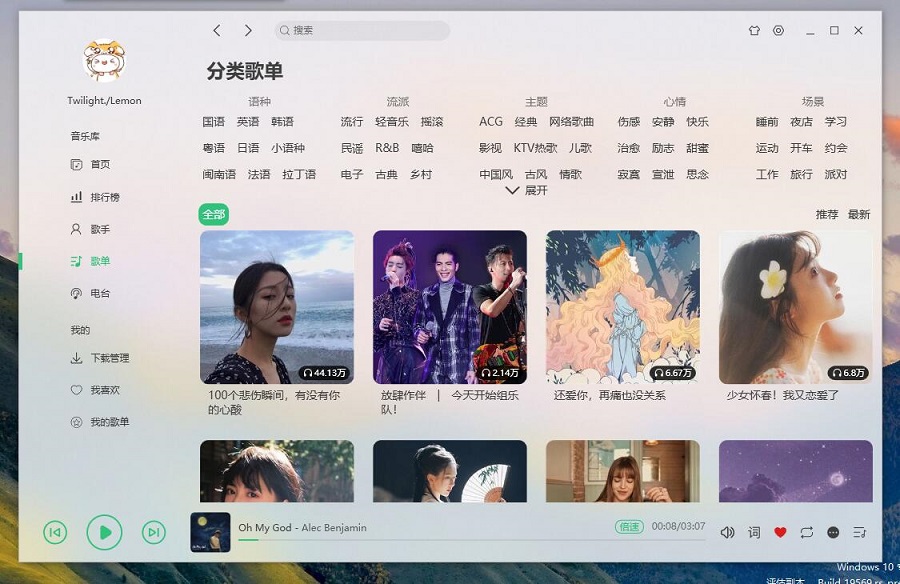 搜索
分类歌单
Twilight./Lemon
音乐库
首页
排行榜
歌手
歌单
电台
我的
下载管理
我喜欢
我的歌单
语种 流派 主题 心情 场景
国语 英语 韩语 流行 轻音乐 摇滚 ACG 经典 网络歌曲 伤感 安静 快乐 睡前 夜店 学习
粤语 日语 小语种 民谣 R&B 嘻哈 影视 KTV热歌 儿歌 治愈 励志 甜蜜 运动 开车 约会
闽南语 法语 拉丁语 电子 古典 乡村 中国风 古风 情歌 寂寞 宣泄 思念 工作 旅行 派对
展开
全部 推荐 最新
44.13万 2.14万 6.67万 6.8万
100个悲伤瞬间，有没有你
的心酸
放肆作伴 | 今天开始组乐
队！
还爱你，再痛也没关系
少女怀春！我又恋爱了
Oh My God - Alec Benjamin 倍速 00:08/03:07 词
Windows 10
评估副本。 Build 19569.rs_pr